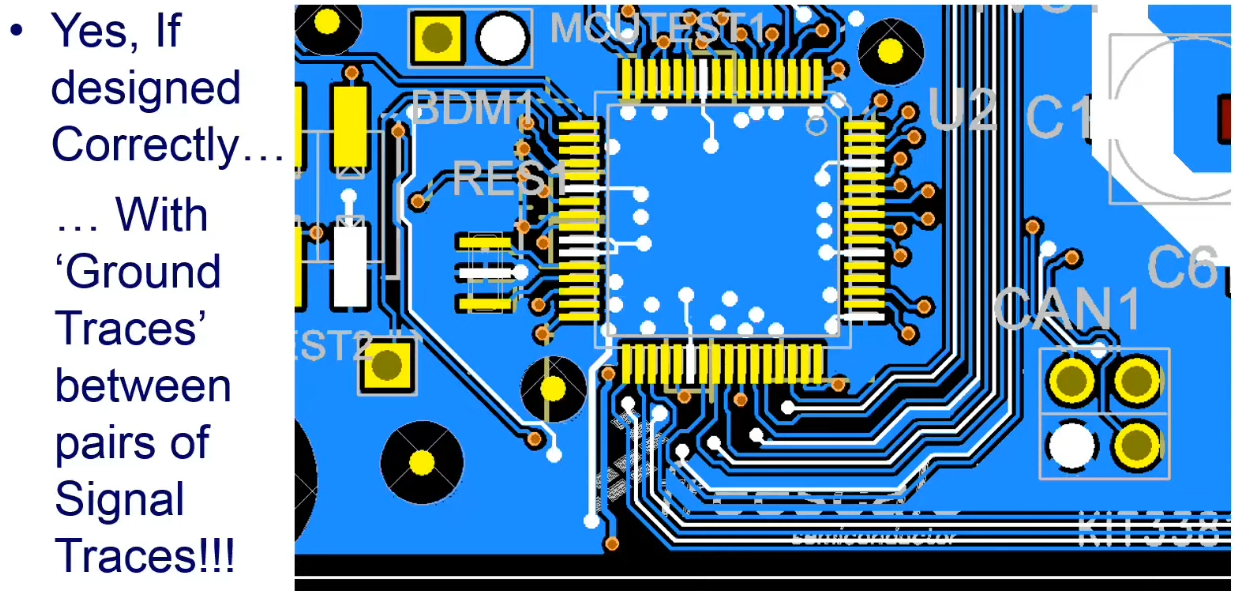 • Yes, If
designed
Correctly…
… With
‘Ground
Traces’
between
pairs of
Signal
Traces!!!
MCUTEST1
BDM1
U2
C1
RES1
C6
CAN1
EST2
semiconductor
KIT338